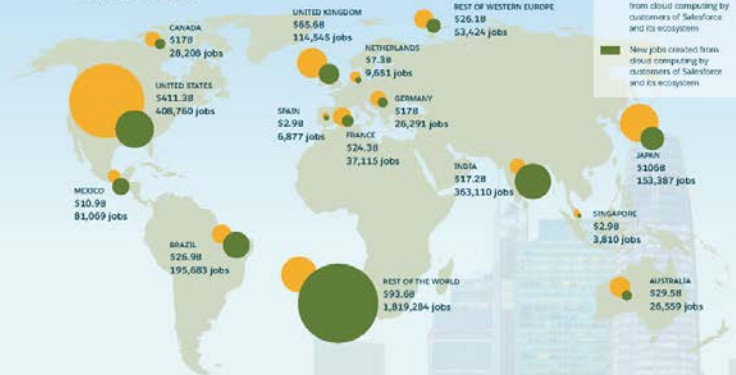 from cloud computing by
customers of Salesforce
and its ecosystem
New jobs created from
cloud computing by
customers of Salesforce
and its ecosystem
CANADA
$17B
28,208 jobs
UNITED KINGDOM
$65.6B
114,545 jobs
REST OF WESTERN EUROPE
$26.1B
53,424 jobs
NETHERLANDS
$7.3B
9,651 jobs
UNITED STATES
$411.3B
408,760 jobs
GERMANY
$17B
26,291 jobs
SPAIN
$2.9B
6,877 jobs
FRANCE
$24.3B
37,115 jobs
JAPAN
$106B
153,387 jobs
INDIA
$17.2B
363,110 jobs
MEXICO
$10.9B
81,069 jobs
SINGAPORE
$2.9B
3,810 jobs
BRAZIL
$26.9B
195,683 jobs
REST OF THE WORLD
$93.6B
1,819,284 jobs
AUSTRALIA
$29.5B
26,559 jobs